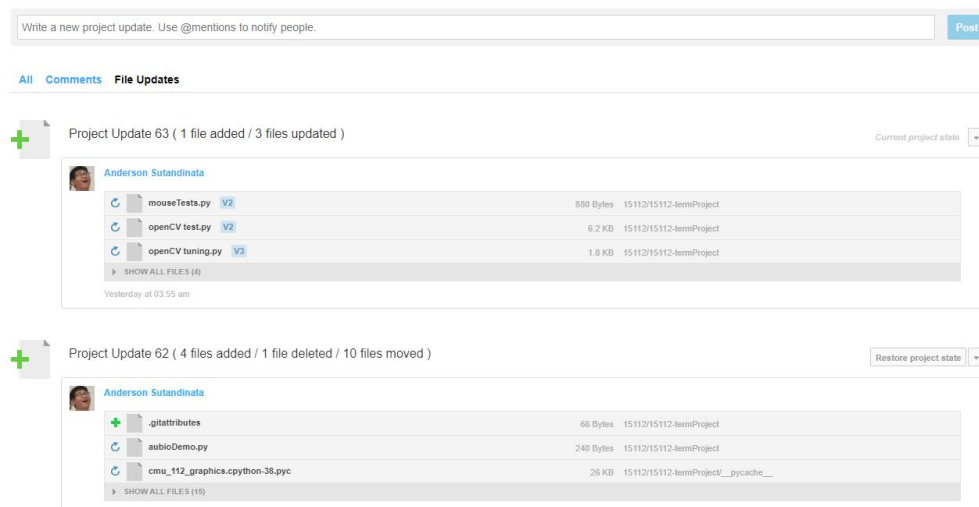 Write a new project update. Use @mentions to notify people.
Post
All Comments File Updates
Project Update 63 ( 1 file added / 3 files updated )
Current project state
Anderson Sutandinata
mouseTests.py V2 880 Bytes 15112/15112-termProject
openCV test.py V2 6.2 KB 15112/15112-termProject
openCV tuning.py V3 1.8 KB 15112/15112-termProject
SHOW ALL FILES (4)
Yesterday at 03:55 am
Project Update 62 ( 4 files added / 1 file deleted / 10 files moved )
Restore project state
Anderson Sutandinata
.gitattributes 66 Bytes 15112/15112-termProject
aubioDemo.py 240 Bytes 15112/15112-termProject
cmu_112_graphics.cpython-38.pyc 26 KB 15112/15112-termProject/__pycache__
SHOW ALL FILES (15)